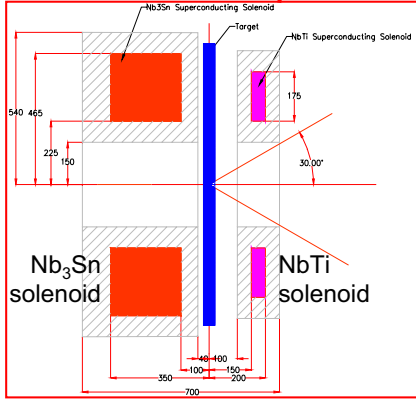 Nb3Sn Superconducting Solenoid
Target
NbTi Superconducting Solenoid
540
465
175
225
150
30.00°
Nb₃Sn
solenoid
NbTi
solenoid
40
100
100
150
350
200
700